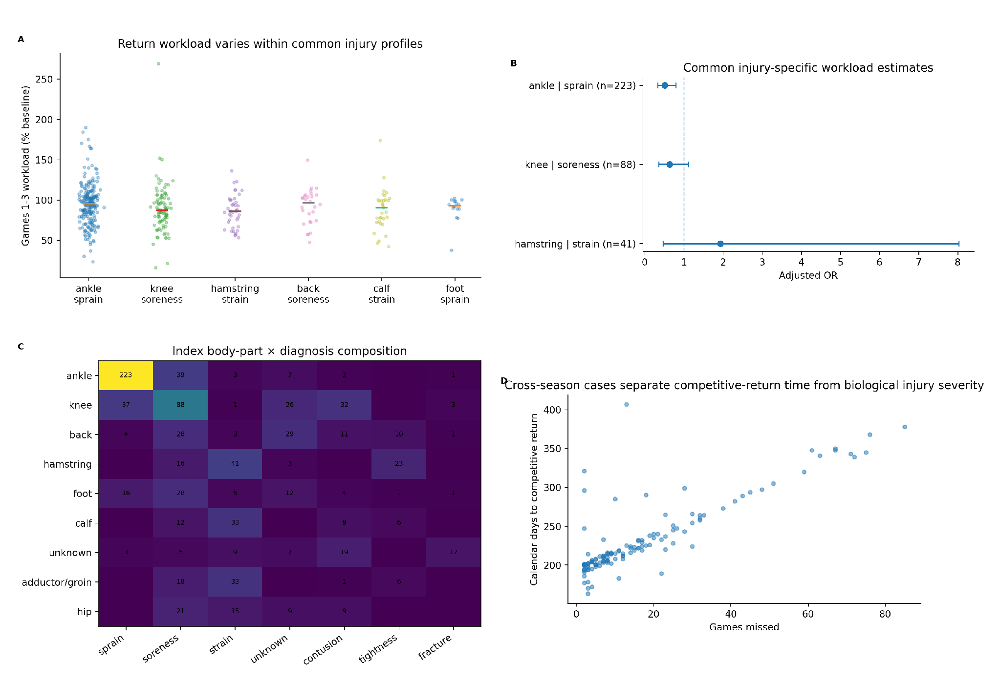 A
Return workload varies within common injury profiles
Games 1–3 workload (% baseline)
250
200
150
100
50
ankle
sprain
knee
soreness
hamstring
strain
back
soreness
calf
strain
foot
sprain
B
Common injury-specific workload estimates
ankle | sprain (n=223)
knee | soreness (n=88)
hamstring | strain (n=41)
0 1 2 3 4 5 6 7 8
Adjusted OR
C
Index body-part × diagnosis composition
ankle 223 39 3 7 2 1
knee 37 88 1 26 32 3
back 4 28 3 29 11 10 1
hamstring 16 41 3 23
foot 16 28 5 12 4 1 1
calf 12 33 9 6
unknown 3 5 9 7 19 12
adductor/groin 18 33 1 6
hip 21 15 9 9
sprain soreness strain unknown contusion tightness fracture
D
Cross-season cases separate competitive-return time from biological injury severity
Calendar days to competitive return
400
350
300
250
200
0 20 40 60 80
Games missed